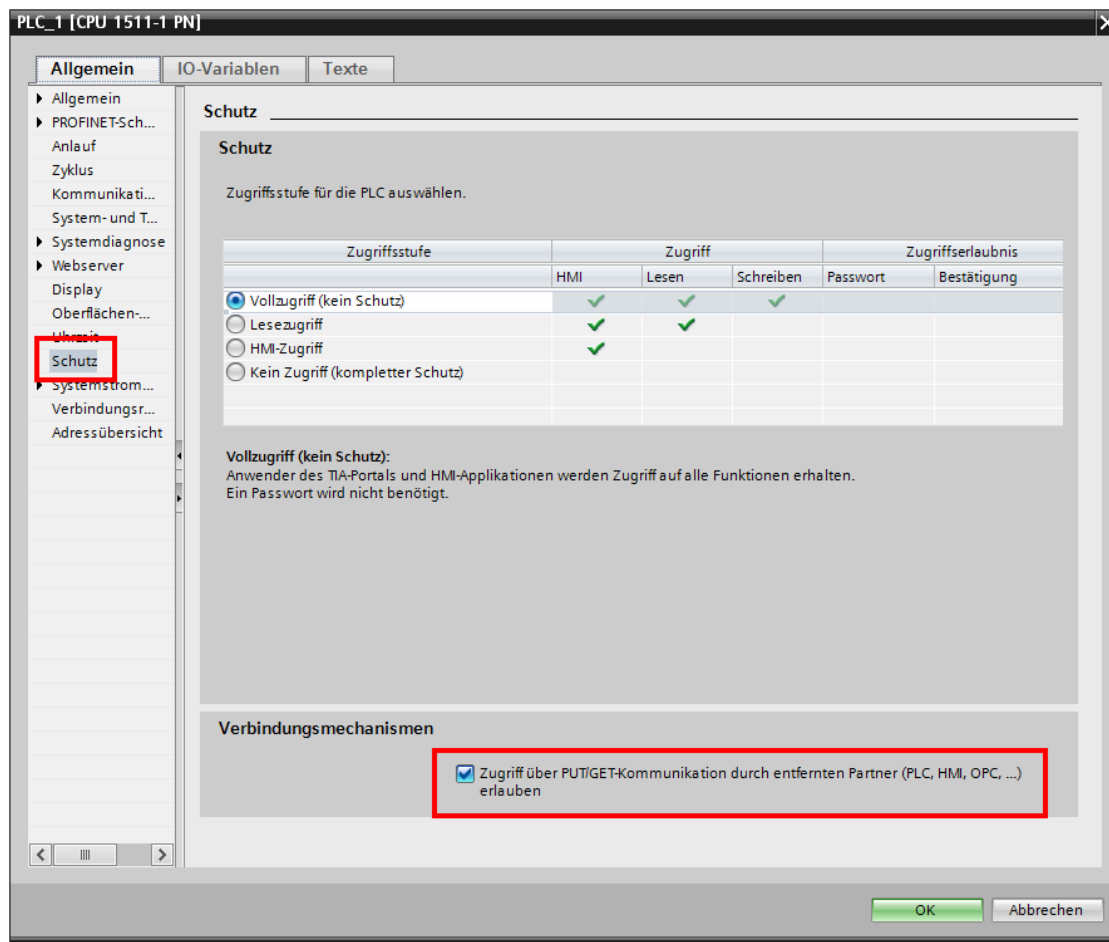 PLC_1 [CPU 1511-1 PN]
Allgemein IO-Variablen Texte
Allgemein
PROFINET-Sch...
Anlauf
Zyklus
Kommunikati...
System- und T...
Systemdiagnose
Webserver
Display
Oberflächen-...
Uhrzeit
Schutz
Systemstrom...
Verbindungsr...
Adressübersicht
Schutz
Schutz
Zugriffsstufe für die PLC auswählen.
Zugriffsstufe Zugriff Zugriffserlaubnis
HMI Lesen Schreiben Passwort Bestätigung
Vollzugriff (kein Schutz)
Lesezugriff
HMI-Zugriff
Kein Zugriff (kompletter Schutz)
Vollzugriff (kein Schutz):
Anwender des TIA-Portals und HMI-Applikationen werden Zugriff auf alle Funktionen erhalten.
Ein Passwort wird nicht benötigt.
Verbindungsmechanismen
Zugriff über PUT/GET-Kommunikation durch entfernten Partner (PLC, HMI, OPC, ...)
erlauben
OK Abbrechen